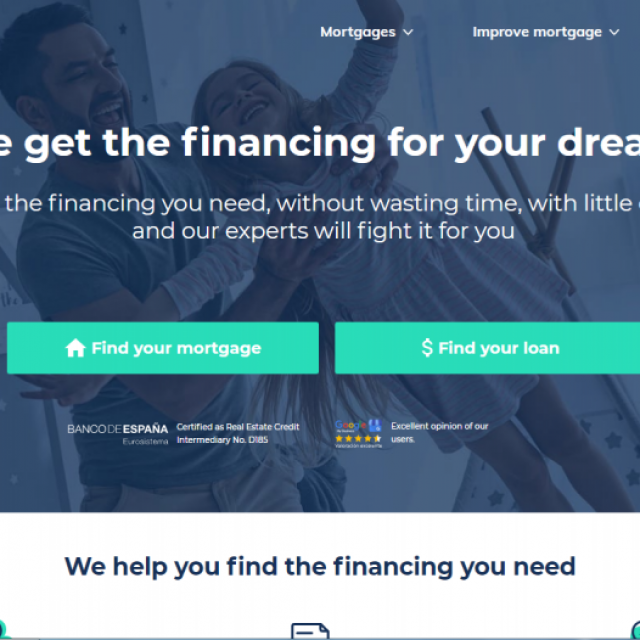 Mortgages
Improve mortgage
get the financing for your
the financing you need, without wasting time, with little
and our experts will fight it for you
Find your mortgage
$ Find your loan
BANCO DE ESPAÑA
Eurosistema
Certified as Real Estate Credit
Intermediary No. D185
Google
Excellent opinion of our
users.
We help you find the financing you need